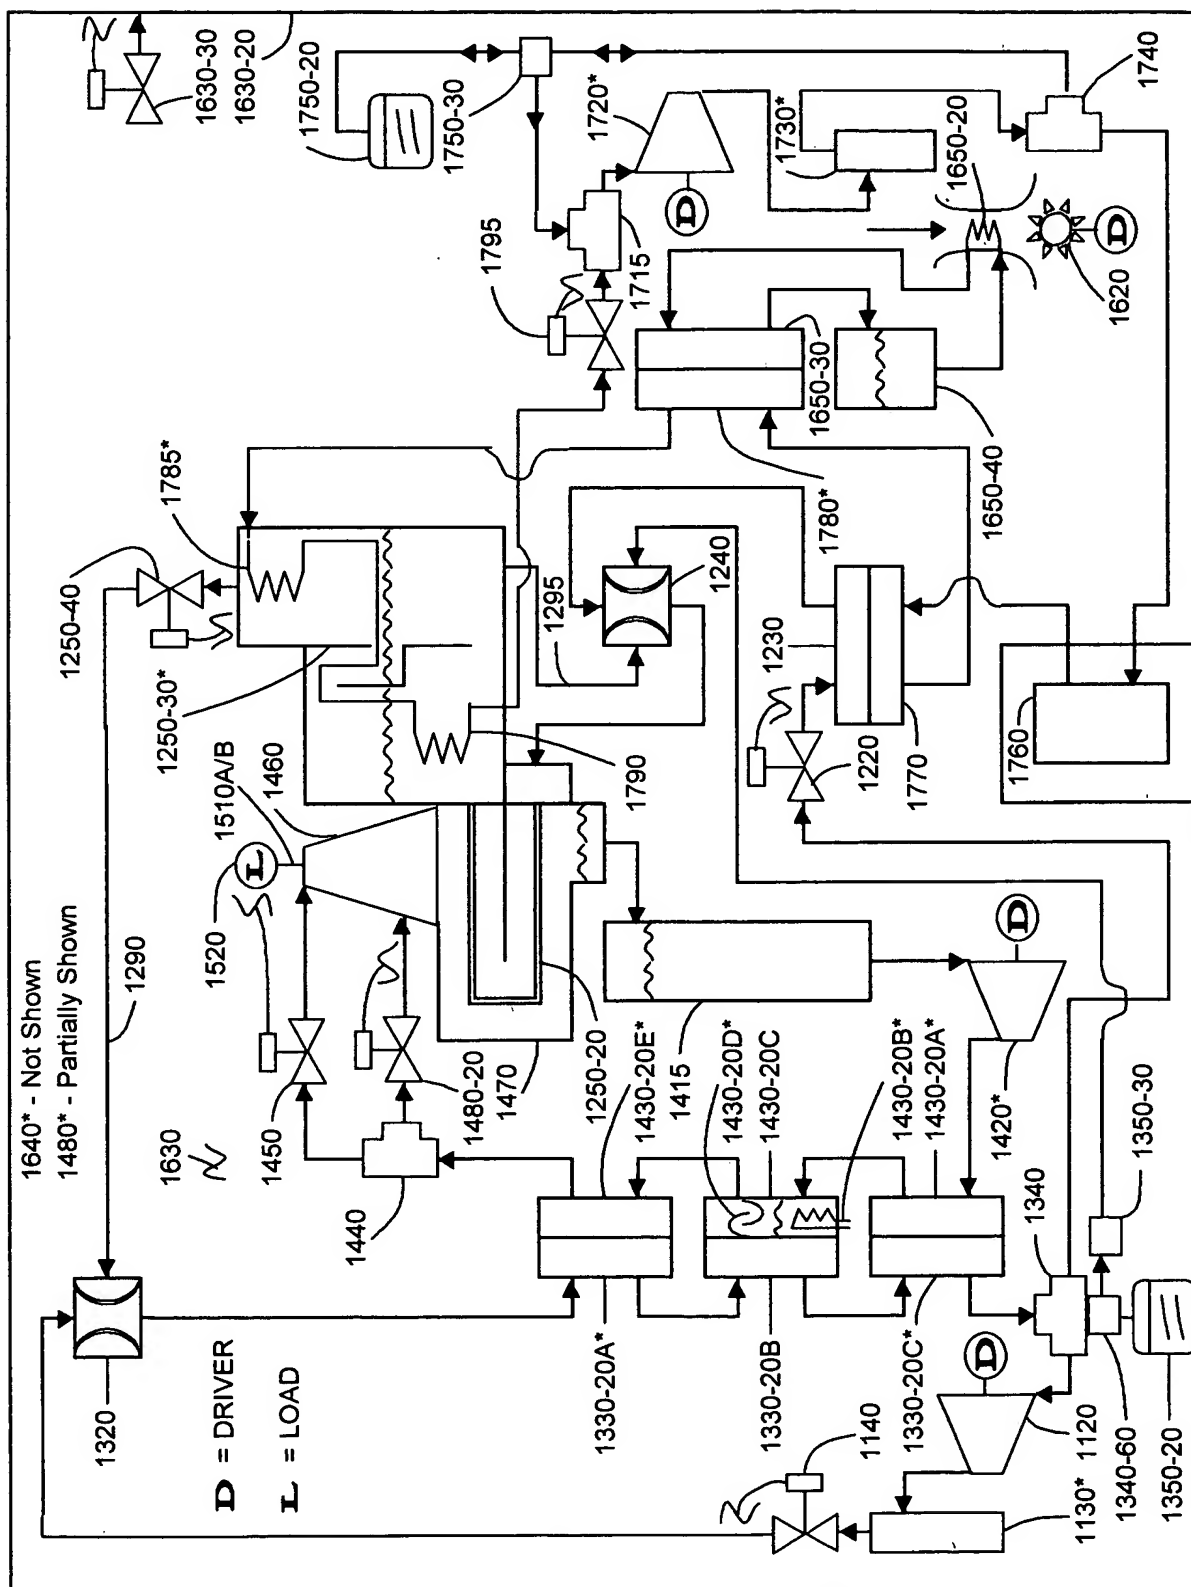 1640* - Not Shown
1480* - Partially Shown
1290
1320
D = DRIVER
L = LOAD
1630
1450
1440
1480-20
1470
1250-20
1520
L
1510A/B
1460
1250-30*
1250-40
1785*
1790
1295
1240
1795
1715
1750-20
1750-30
1630-30
1630-20
1720*
D
1730*
1650-20
1740
D
1620
1650-30
1650-40
1780*
1230
1220
1770
1760
1415
D
1420*
1430-20E*
1430-20D*
1430-20C
1430-20B*
1430-20A*
1330-20A*
1330-20B
1330-20C*
1340
1350-30
D
1120
1130*
1140
1340-60
1350-20